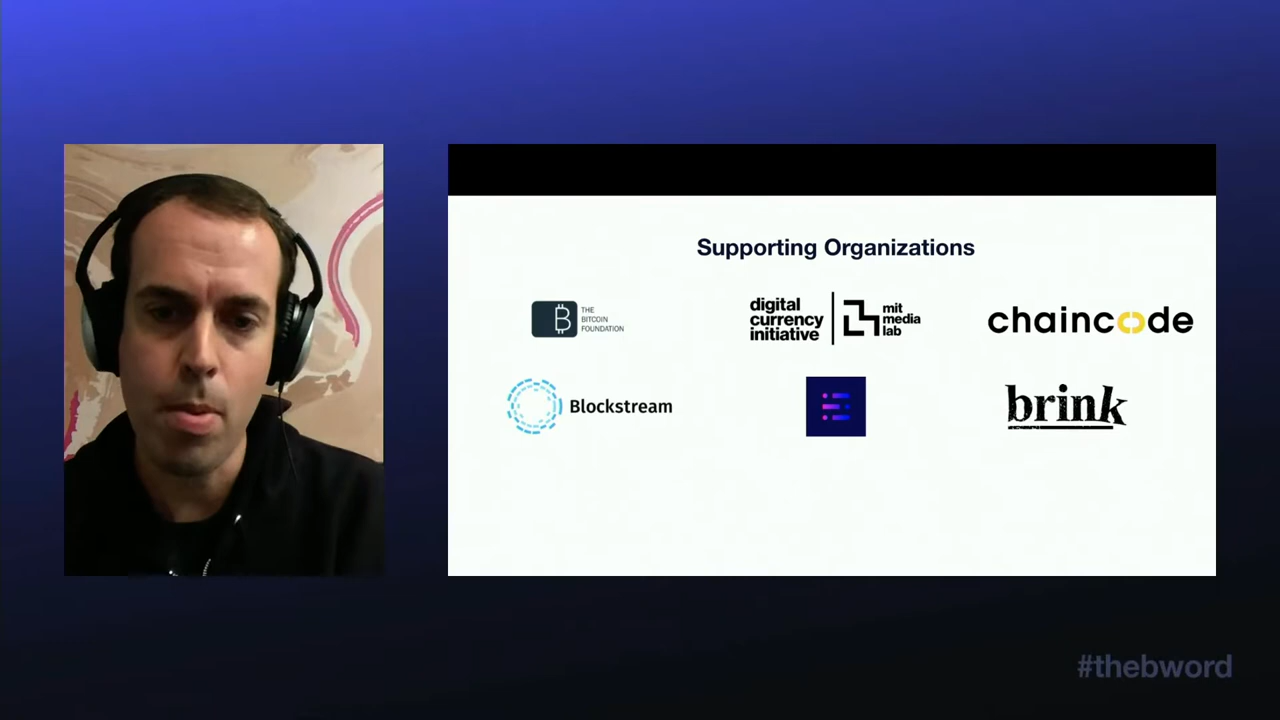 Supporting Organizations
THE
BITCOIN
FOUNDATION
digital
currency
initiative
mit
media
lab
chaincode
Blockstream
brink
#thebword